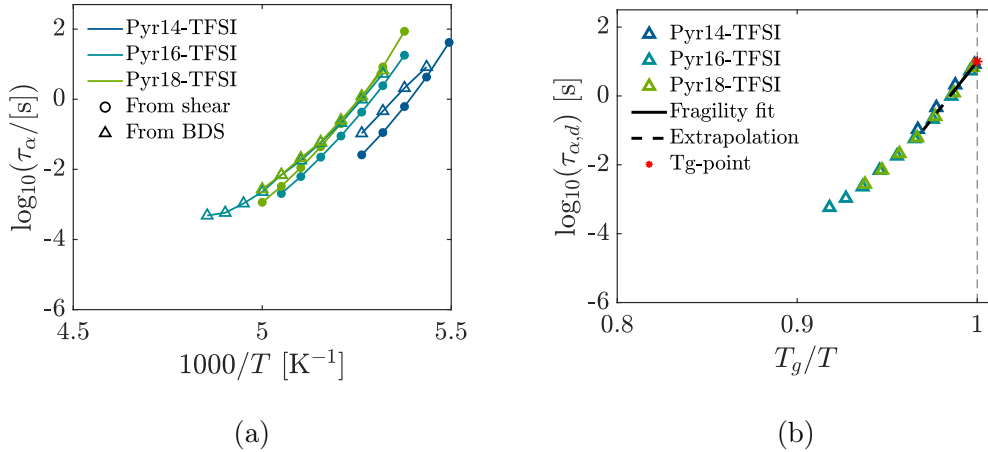 2
0
-2
-4
-6
log10(τα/[s])
Pyr14-TFSI
Pyr16-TFSI
Pyr18-TFSI
From shear
From BDS
4.5
5
5.5
1000/T [K⁻¹]
(a)
2
0
-2
-4
-6
log10(τα,d) [s]
Pyr14-TFSI
Pyr16-TFSI
Pyr18-TFSI
Fragility fit
Extrapolation
Tg-point
0.8
0.9
1
Tg/T
(b)